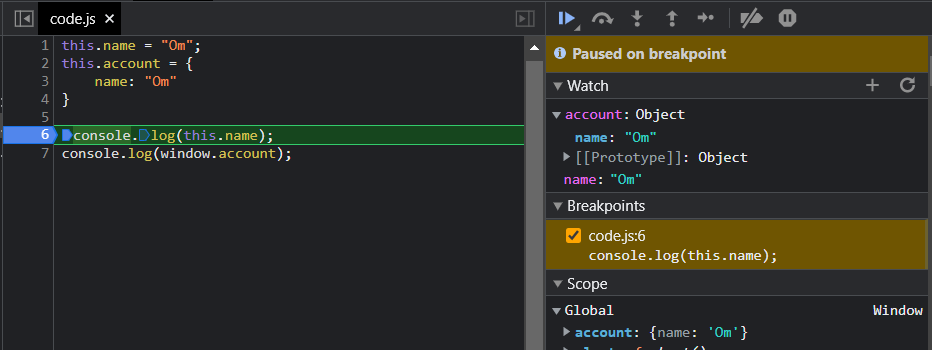 code.js ×
1 this.name = "Om";
2 this.account = {
3 name: "Om"
4 }
5
6 console.log(this.name);
7 console.log(window.account);
Paused on breakpoint
Watch
account: Object
name: "Om"
[[Prototype]]: Object
name: "Om"
Breakpoints
code.js:6
console.log(this.name);
Scope
Global Window
account: {name: 'Om'}